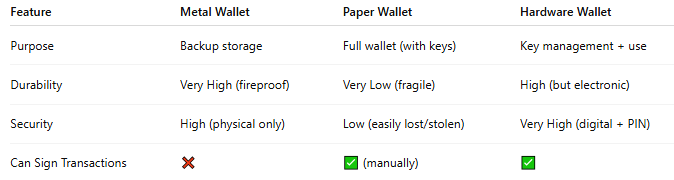 Feature Metal Wallet Paper Wallet Hardware Wallet
Purpose Backup storage Full wallet (with keys) Key management + use
Durability Very High (fireproof) Very Low (fragile) High (but electronic)
Security High (physical only) Low (easily lost/stolen) Very High (digital + PIN)
Can Sign Transactions ❌ ✅ (manually) ✅